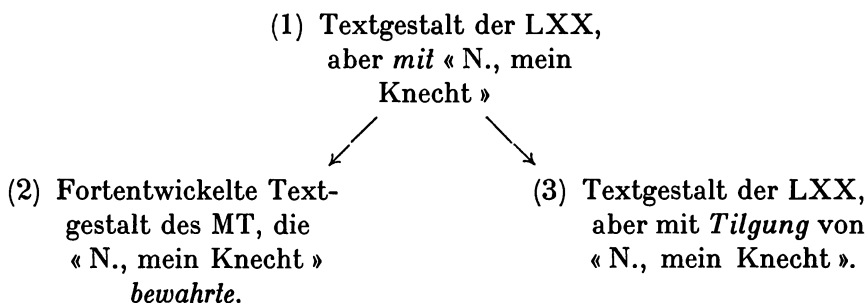 (1) Textgestalt der LXX,
aber mit « N., mein
Knecht »
(2) Fortentwickelte Text-
gestalt des MT, die
« N., mein Knecht »
bewahrte.
(3) Textgestalt der LXX,
aber mit Tilgung von
« N., mein Knecht ».